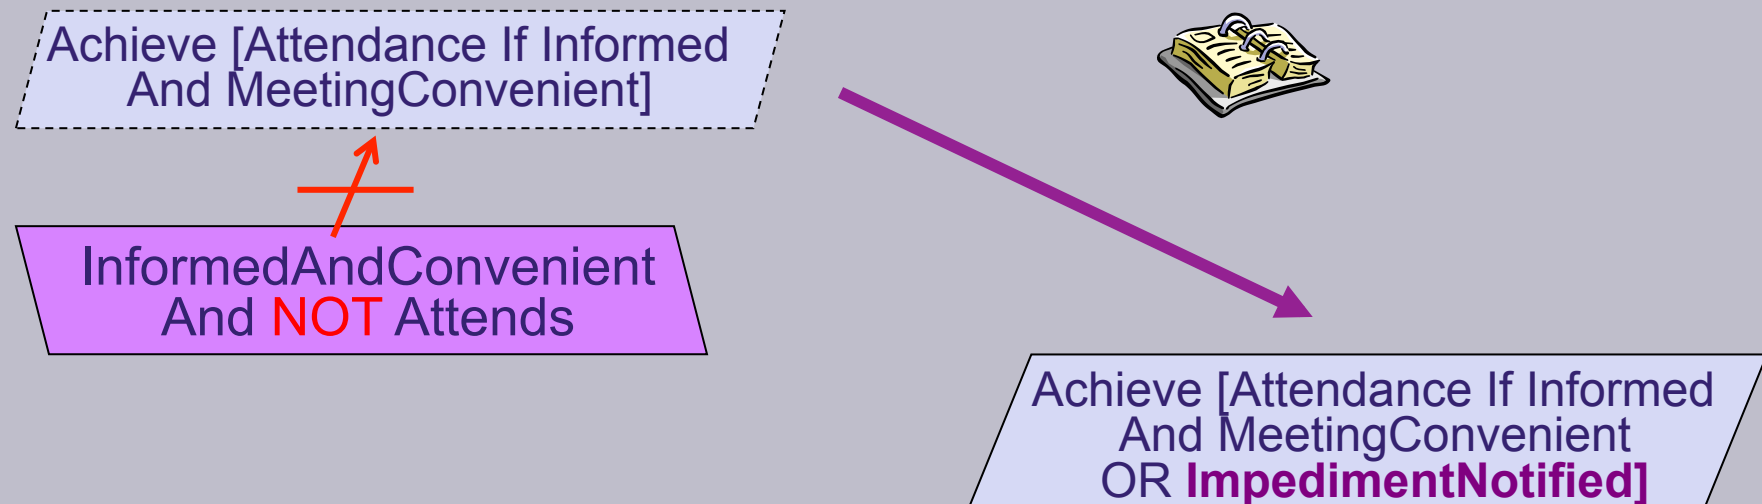 Achieve [Attendance If Informed
And MeetingConvenient]
InformedAndConvenient
And NOT Attends
Achieve [Attendance If Informed
And MeetingConvenient
OR ImpedimentNotified]